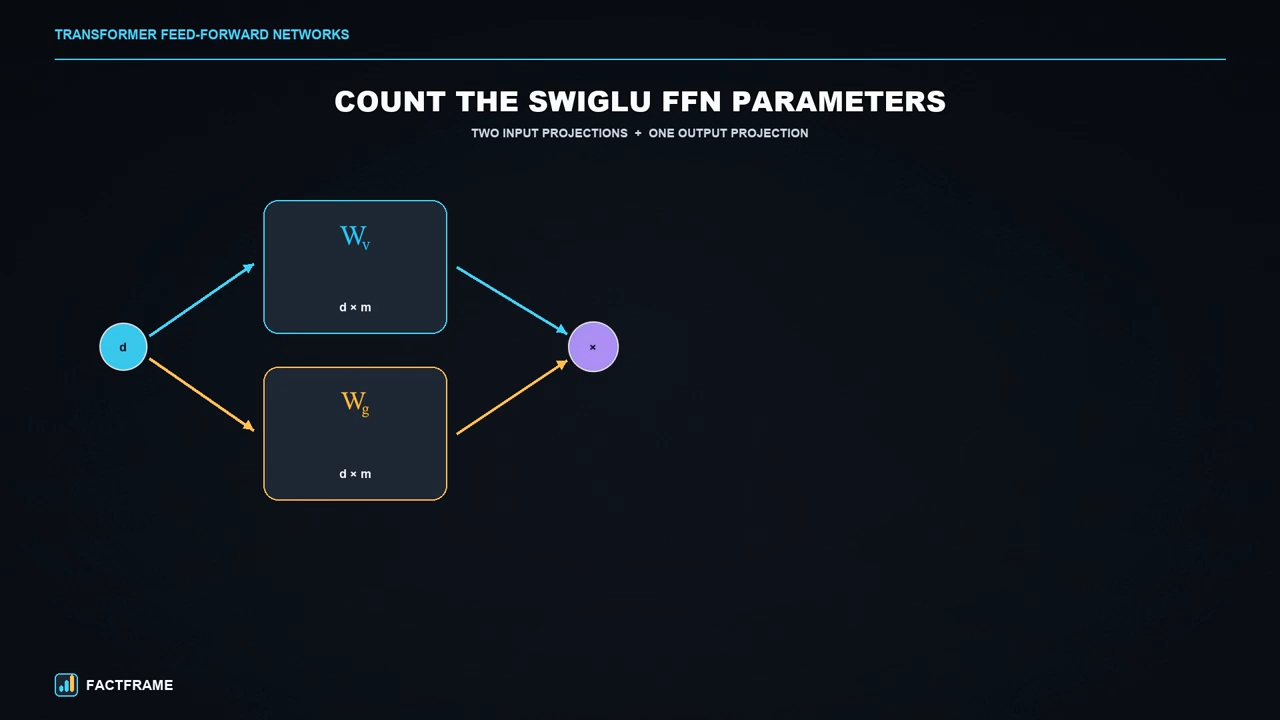 TRANSFORMER FEED-FORWARD NETWORKS
COUNT THE SWIGLU FFN PARAMETERS
TWO INPUT PROJECTIONS + ONE OUTPUT PROJECTION
Wv
d × m
d
×
Wg
d × m
FACTFRAME